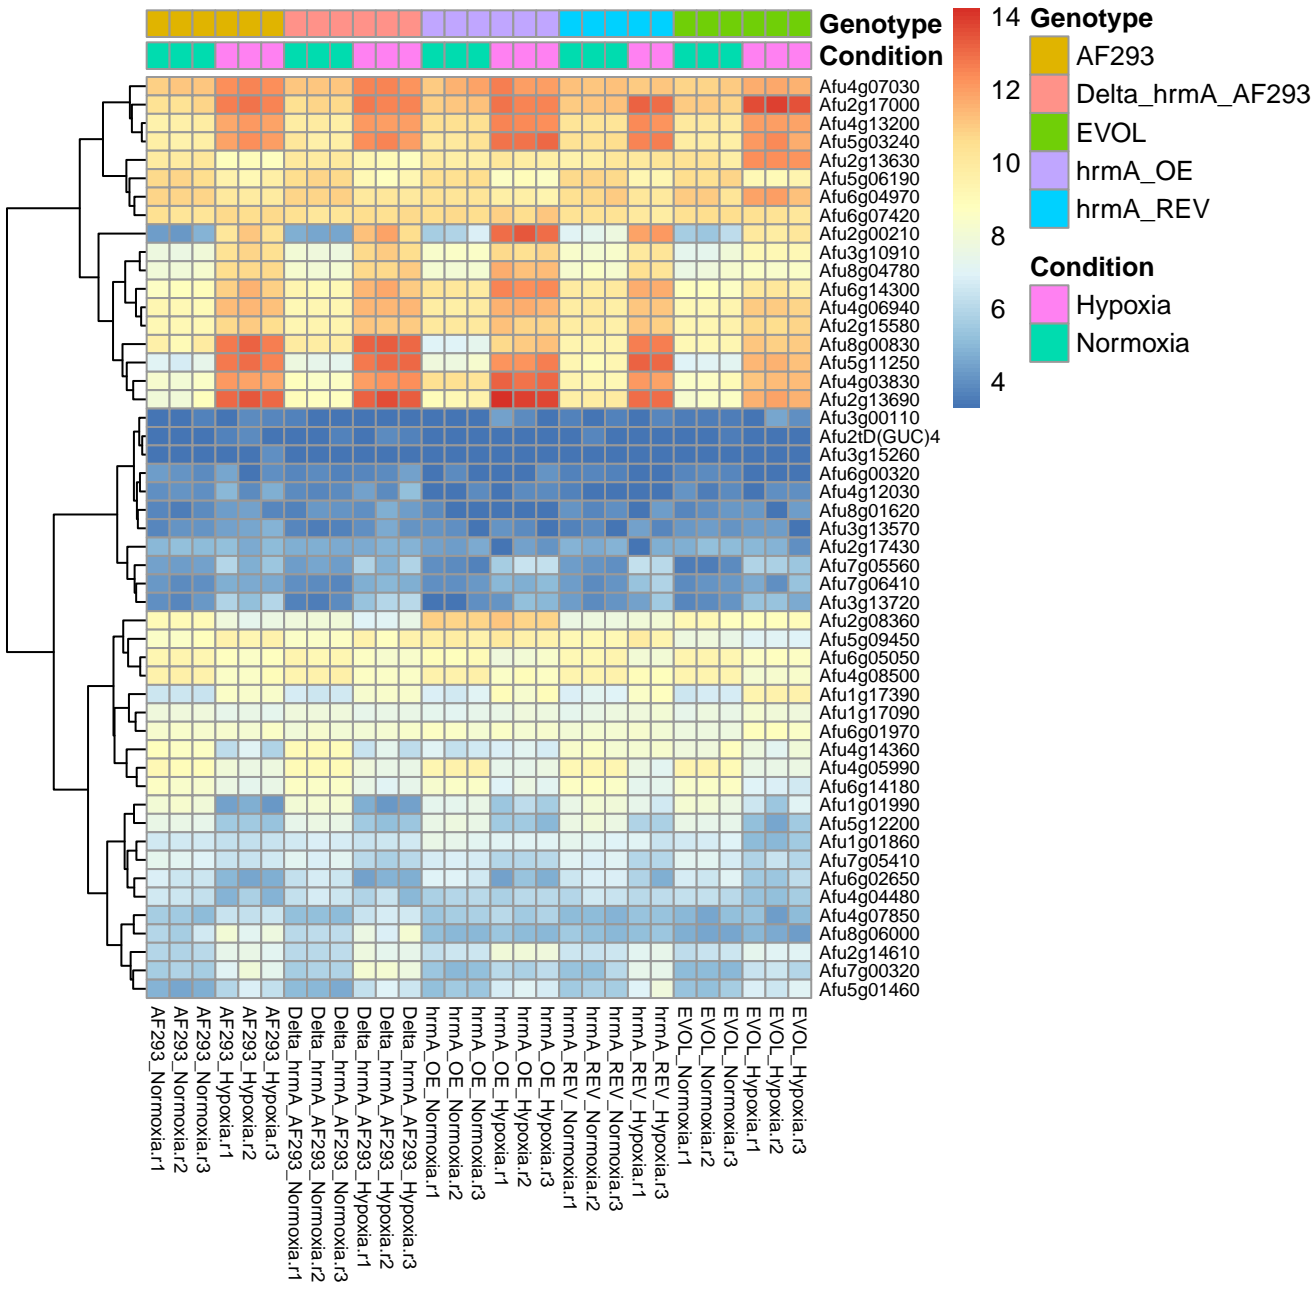 Genotype
Condition
Afu4g07030
Afu2g17000
Afu4g13200
Afu5g03240
Afu2g13630
Afu5g06190
Afu6g04970
Afu6g07420
Afu2g00210
Afu3g10910
Afu8g04780
Afu6g14300
Afu4g06940
Afu2g15580
Afu8g00830
Afu5g11250
Afu4g03830
Afu2g13690
Afu3g00110
Afu2tD(GUC)4
Afu3g15260
Afu6g00320
Afu4g12030
Afu8g01620
Afu3g13570
Afu2g17430
Afu7g05560
Afu7g06410
Afu3g13720
Afu2g08360
Afu5g09450
Afu6g05050
Afu4g08500
Afu1g17390
Afu1g17090
Afu6g01970
Afu4g14360
Afu4g05990
Afu6g14180
Afu1g01990
Afu5g12200
Afu1g01860
Afu7g05410
Afu6g02650
Afu4g04480
Afu4g07850
Afu8g06000
Afu2g14610
Afu7g00320
Afu5g01460
AF293_Normoxia.r1
AF293_Normoxia.r2
AF293_Normoxia.r3
AF293_Hypoxia.r1
AF293_Hypoxia.r2
AF293_Hypoxia.r3
Delta_hrmA_AF293_Normoxia.r1
Delta_hrmA_AF293_Normoxia.r2
Delta_hrmA_AF293_Normoxia.r3
Delta_hrmA_AF293_Hypoxia.r1
Delta_hrmA_AF293_Hypoxia.r2
Delta_hrmA_AF293_Hypoxia.r3
hrmA_OE_Normoxia.r1
hrmA_OE_Normoxia.r2
hrmA_OE_Normoxia.r3
hrmA_OE_Hypoxia.r1
hrmA_OE_Hypoxia.r2
hrmA_OE_Hypoxia.r3
hrmA_REV_Normoxia.r1
hrmA_REV_Normoxia.r2
hrmA_REV_Normoxia.r3
hrmA_REV_Hypoxia.r1
hrmA_REV_Hypoxia.r3
EVOL_Normoxia.r1
EVOL_Normoxia.r2
EVOL_Normoxia.r3
EVOL_Hypoxia.r1
EVOL_Hypoxia.r2
EVOL_Hypoxia.r3
14
12
10
8
6
4
Genotype
AF293
Delta_hrmA_AF293
EVOL
hrmA_OE
hrmA_REV
Condition
Hypoxia
Normoxia